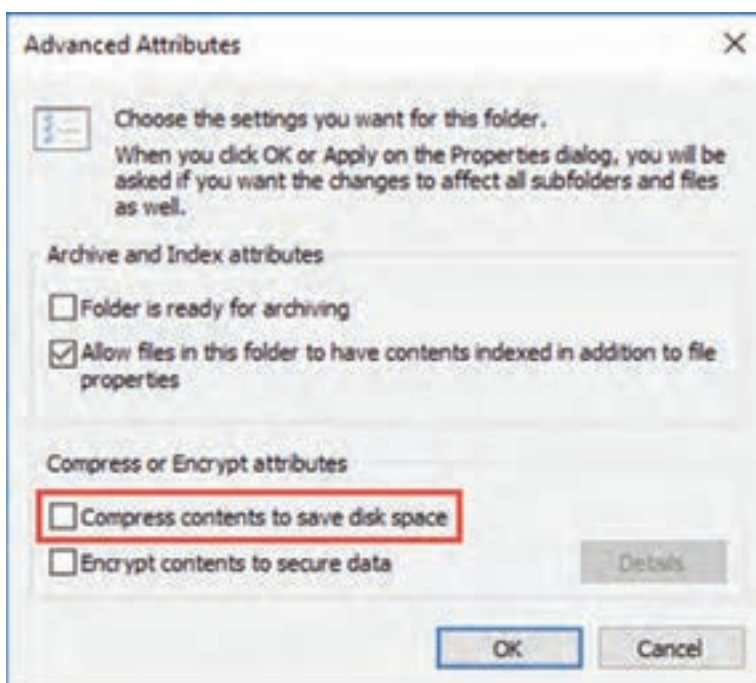 Advanced Attributes
Choose the settings you want for this folder.
When you click OK or Apply on the Properties dialog, you will be
asked if you want the changes to affect all subfolders and files
as well.
Archive and Index attributes
Folder is ready for archiving
Allow files in this folder to have contents indexed in addition to file
properties
Compress or Encrypt attributes
Compress contents to save disk space
Encrypt contents to secure data
Details
OK
Cancel